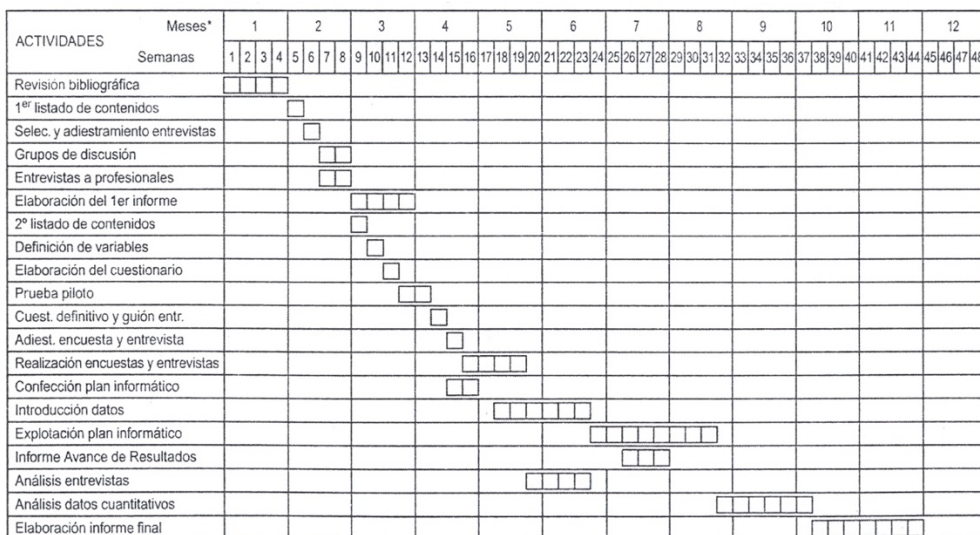 Meses* 1 2 3 4 5 6 7 8 9 10 11 12
ACTIVIDADES
Semanas 1 2 3 4 5 6 7 8 9 10 11 12 13 14 15 16 17 18 19 20 21 22 23 24 25 26 27 28 29 30 31 32 33 34 35 36 37 38 39 40 41 42 43 44 45 46 47 48
Revisión bibliográfica
1er listado de contenidos
Selec. y adiestramiento entrevistas
Grupos de discusión
Entrevistas a profesionales
Elaboración del 1er informe
2º listado de contenidos
Definición de variables
Elaboración del cuestionario
Prueba piloto
Cuest. definitivo y guión entr.
Adiest. encuesta y entrevista
Realización encuestas y entrevistas
Confección plan informático
Introducción datos
Explotación plan informático
Informe Avance de Resultados
Análisis entrevistas
Análisis datos cuantitativos
Elaboración informe final